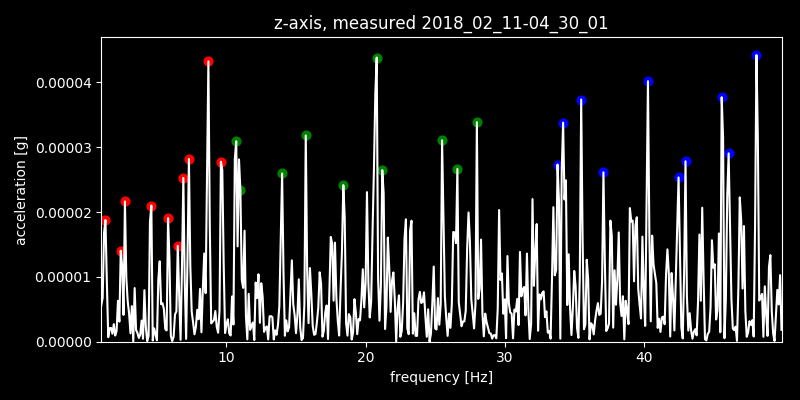 z-axis, measured 2018_02_11-04_30_01
acceleration [g]
0.00004
0.00003
0.00002
0.00001
0.00000
10 20 30 40
frequency [Hz]